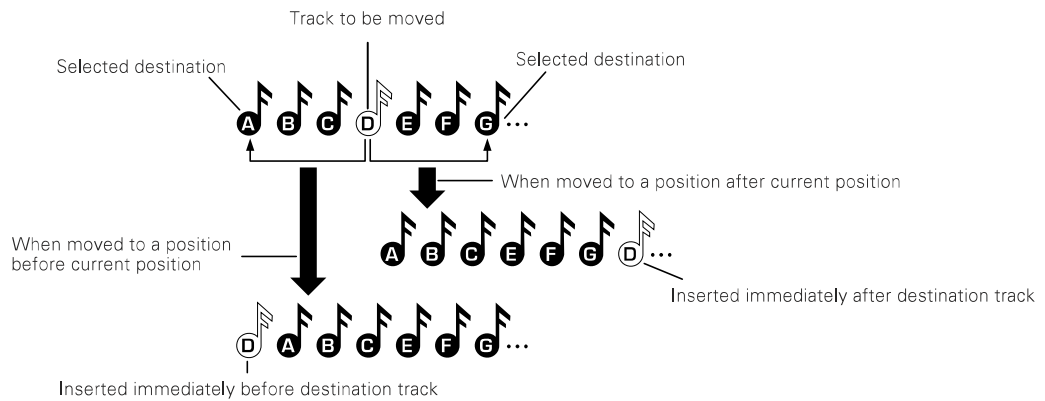 Track to be moved
Selected destination
Selected destination
A B C D E F G ...
When moved to a position after current position
A B C E F G D ...
When moved to a position
before current position
Inserted immediately after destination track
D A B C E F G ...
Inserted immediately before destination track